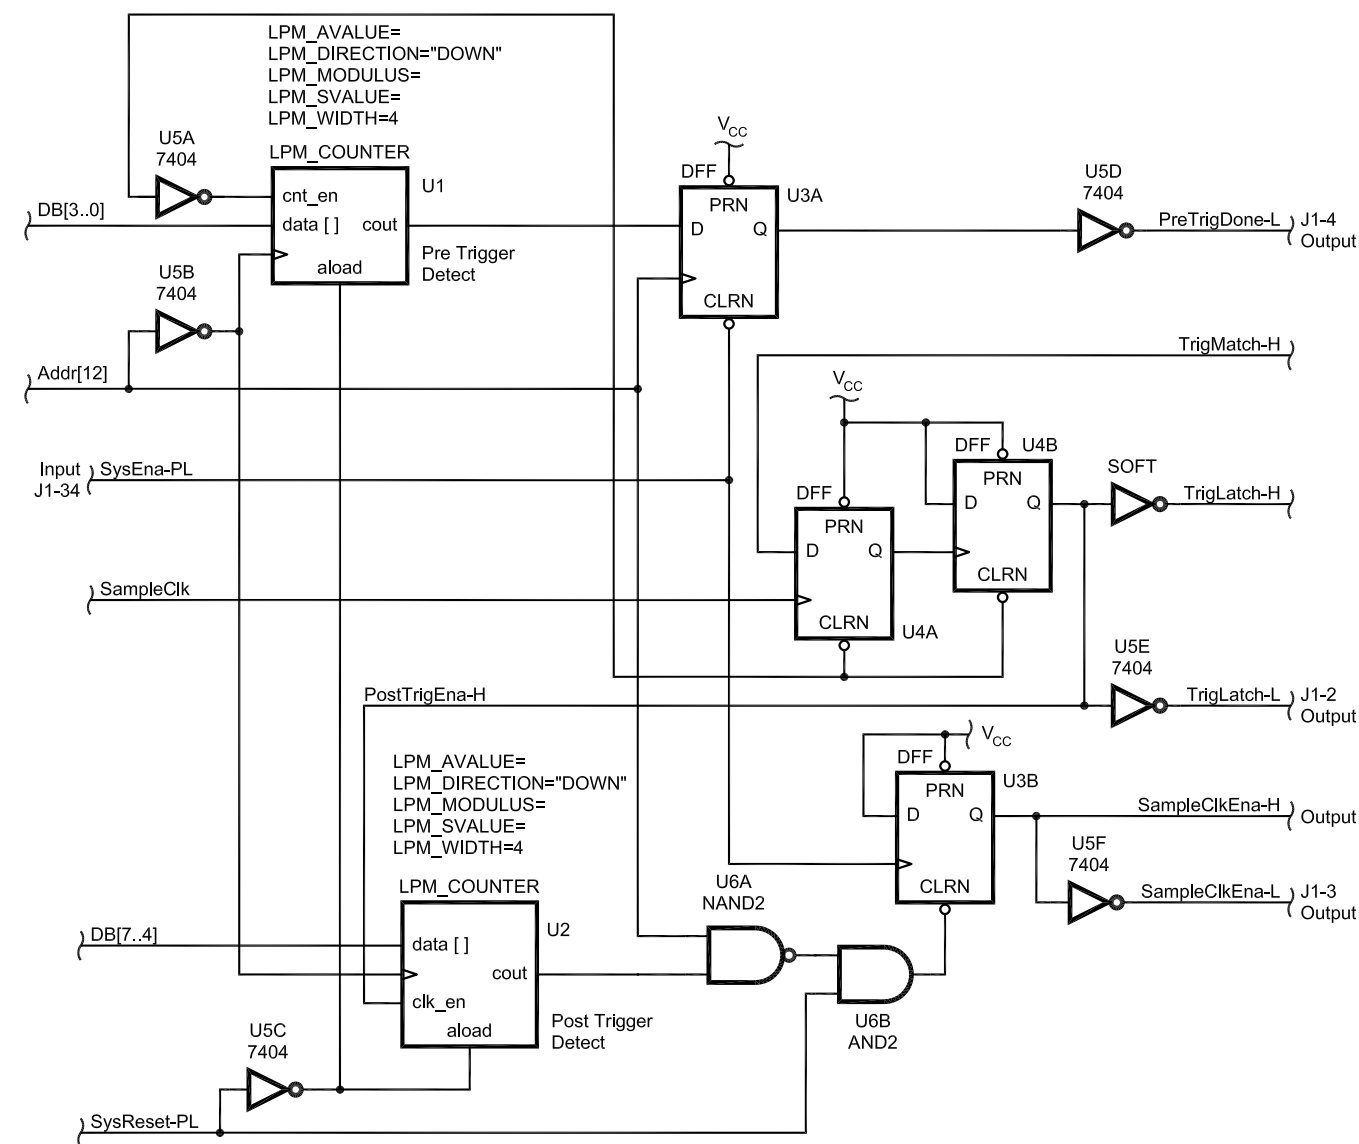 LPM_AVALUE=
LPM_DIRECTION="DOWN"
LPM_MODULUS=
LPM_SVALUE=
LPM_WIDTH=4
U5A
7404
LPM_COUNTER
U1
cnt_en
data [ ]
cout
aload
Pre Trigger
Detect
DB[3..0]
U5B
7404
Addr[12]
VCC
DFF
U3A
PRN
D
Q
CLRN
U5D
7404
PreTrigDone-L
J1-4
Output
TrigMatch-H
Input
J1-34
SysEna-PL
SampleClk
VCC
DFF
PRN
D
Q
CLRN
U4A
DFF
U4B
PRN
D
Q
CLRN
SOFT
TrigLatch-H
U5E
7404
TrigLatch-L
J1-2
Output
PostTrigEna-H
LPM_AVALUE=
LPM_DIRECTION="DOWN"
LPM_MODULUS=
LPM_SVALUE=
LPM_WIDTH=4
LPM_COUNTER
U2
data [ ]
cout
clk_en
aload
Post Trigger
Detect
DB[7..4]
U5C
7404
SysReset-PL
U6A
NAND2
U6B
AND2
VCC
DFF
U3B
PRN
D
Q
CLRN
SampleClkEna-H
Output
U5F
7404
SampleClkEna-L
J1-3
Output